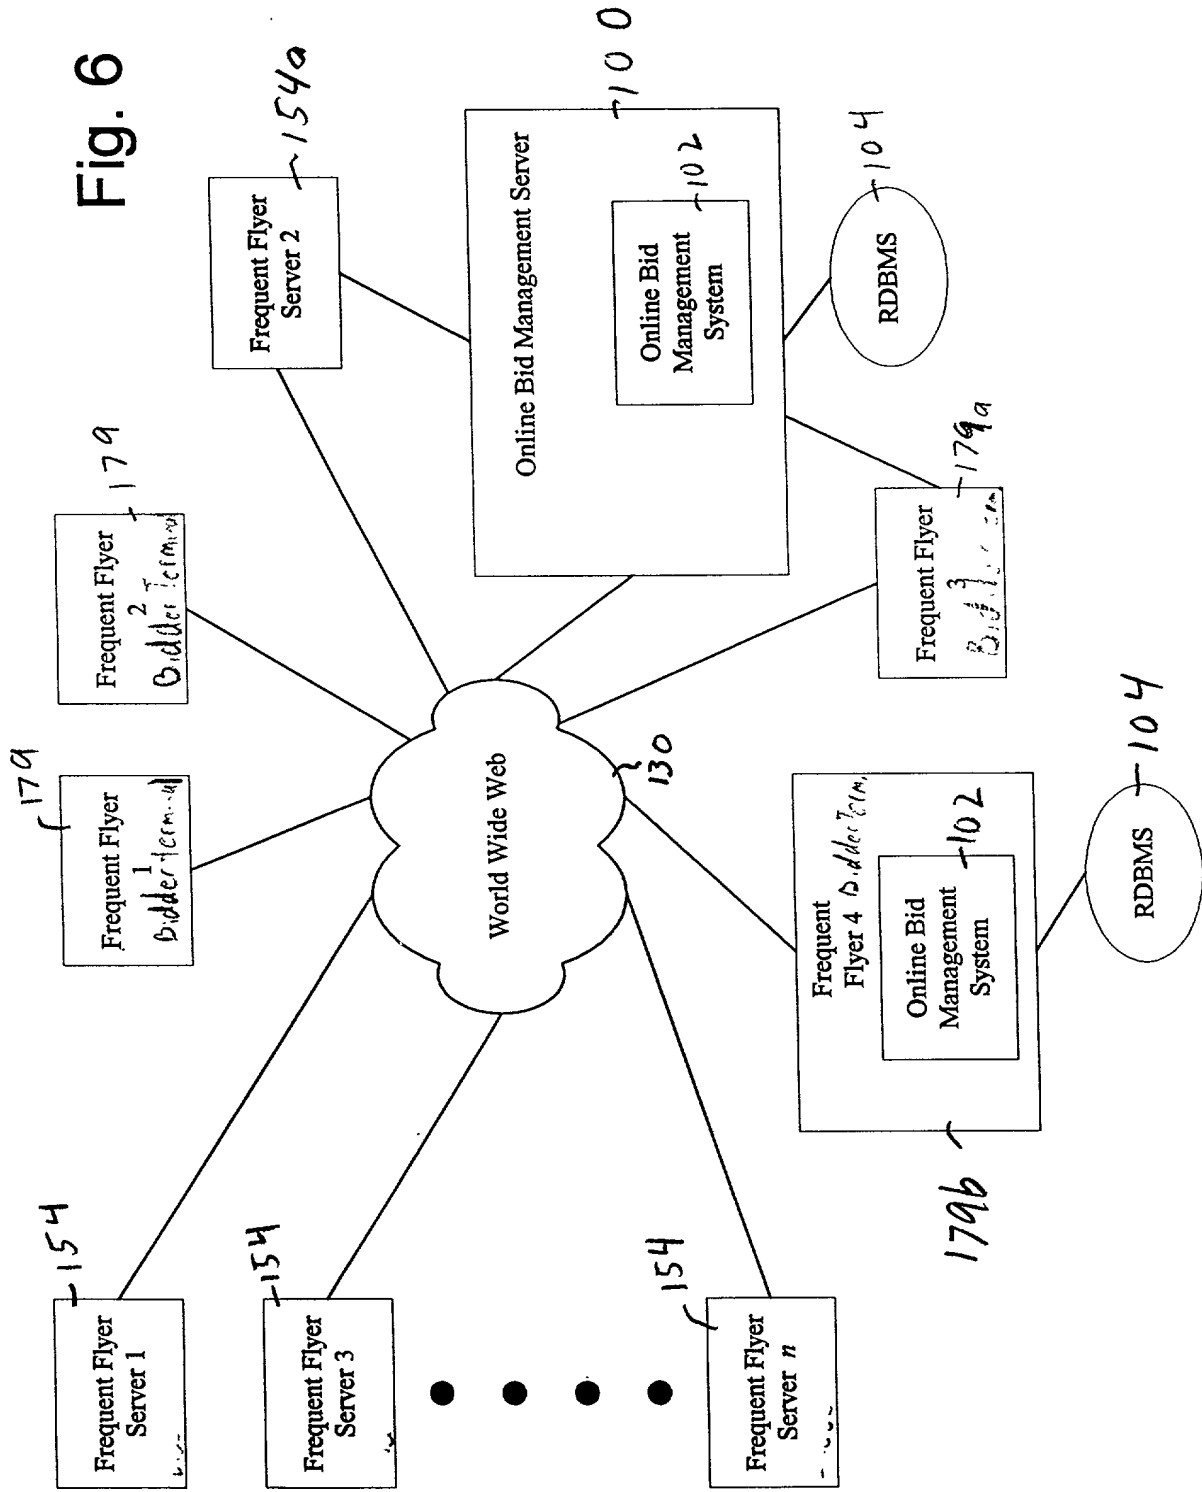 Fig. 6
Frequent Flyer
Server 1
154
Frequent Flyer
Server 3
154
Frequent Flyer
Server n
154
179
Frequent Flyer
1
Bidder Terminal
Frequent Flyer
2
Bidder Terminal
179
Frequent Flyer
Server 2
154a
World Wide Web
130
Online Bid Management Server
100
Online Bid
Management
System
102
RDBMS
104
Frequent Flyer
3
179a
Frequent
Flyer 4 Bidder Term.
Online Bid
Management
System
102
179b
RDBMS
104